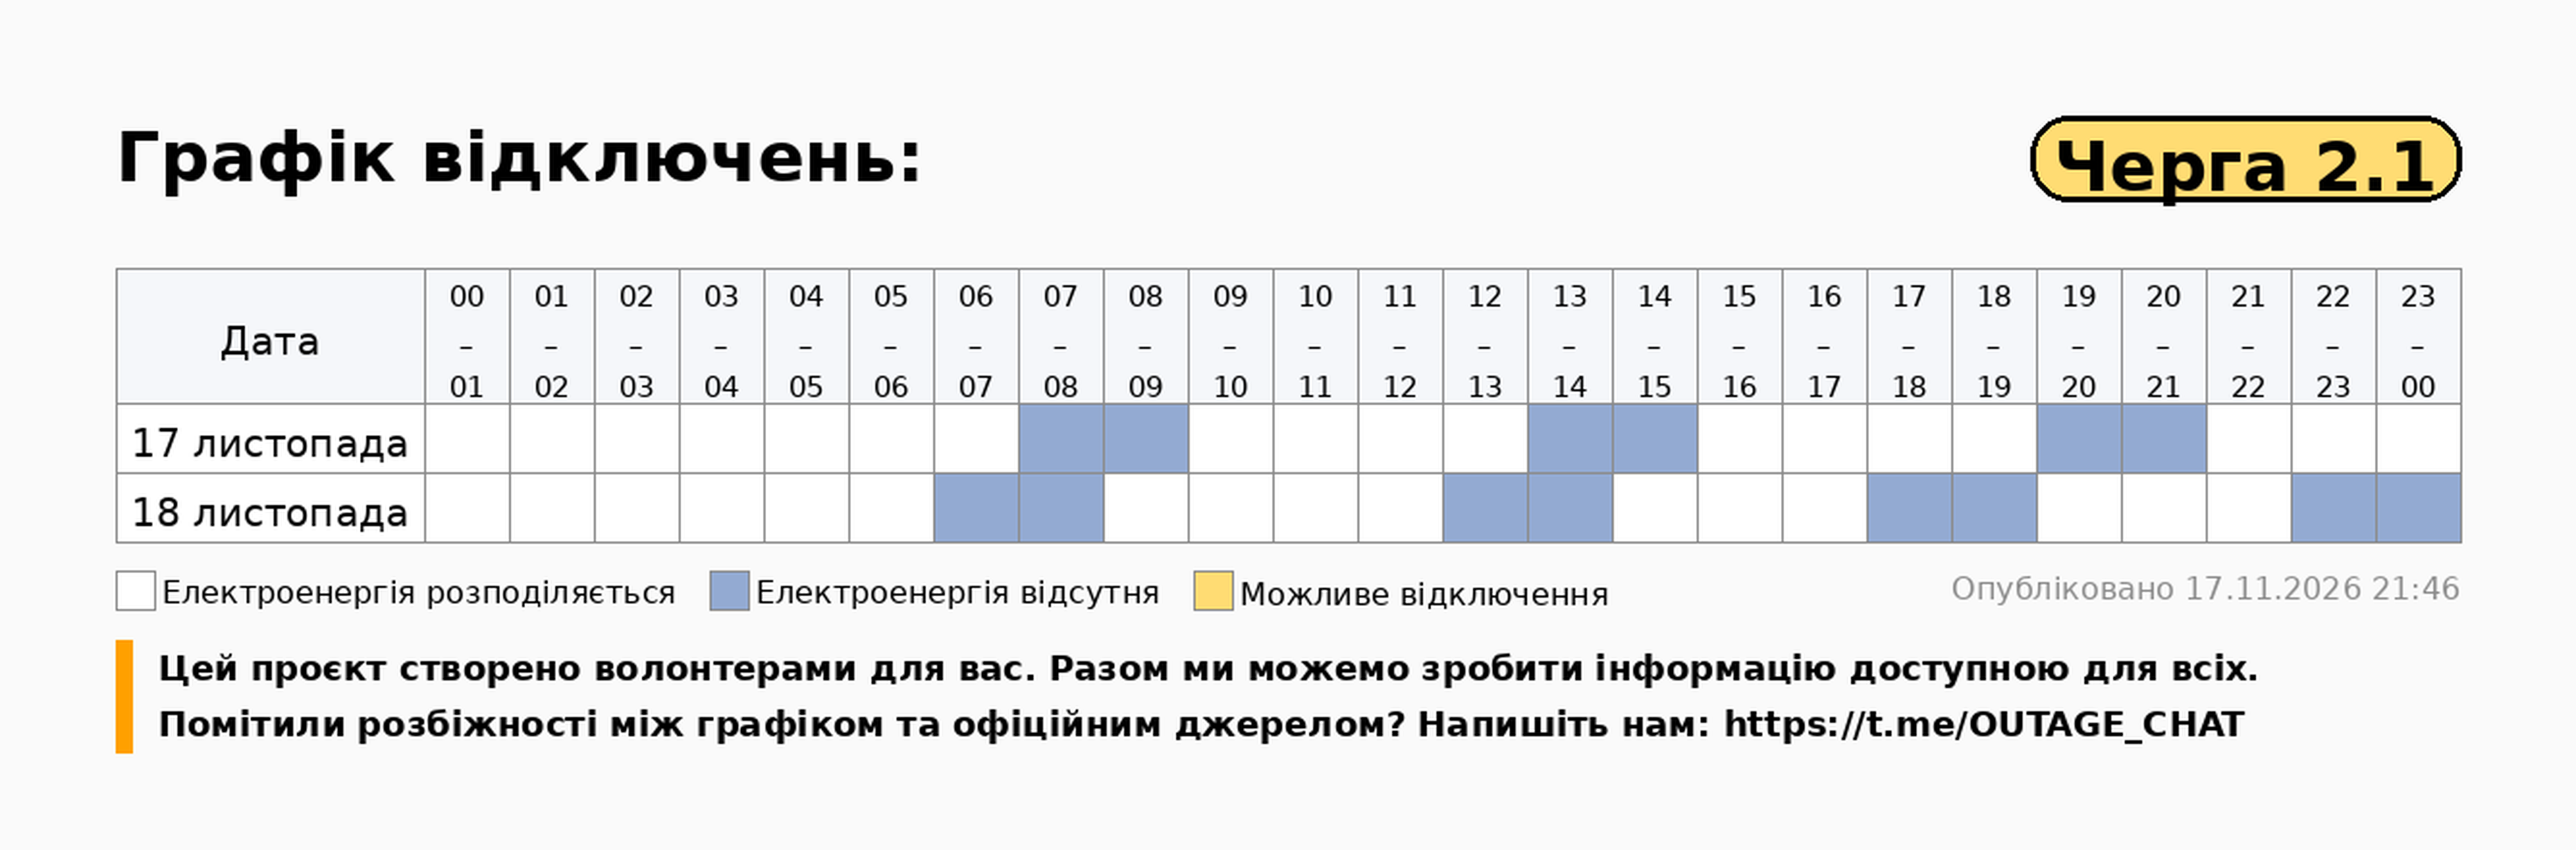 Графік відключень:
Черга 2.1
Дата
00 – 01
01 – 02
02 – 03
03 – 04
04 – 05
05 – 06
06 – 07
07 – 08
08 – 09
09 – 10
10 – 11
11 – 12
12 – 13
13 – 14
14 – 15
15 – 16
16 – 17
17 – 18
18 – 19
19 – 20
20 – 21
21 – 22
22 – 23
23 – 00
17 листопада
18 листопада
Електроенергія розподіляється
Електроенергія відсутня
Можливе відключення
Опубліковано 17.11.2026 21:46
Цей проєкт створено волонтерами для вас. Разом ми можемо зробити інформацію доступною для всіх.
Помітили розбіжності між графіком та офіційним джерелом? Напишіть нам: https://t.me/OUTAGE_CHAT